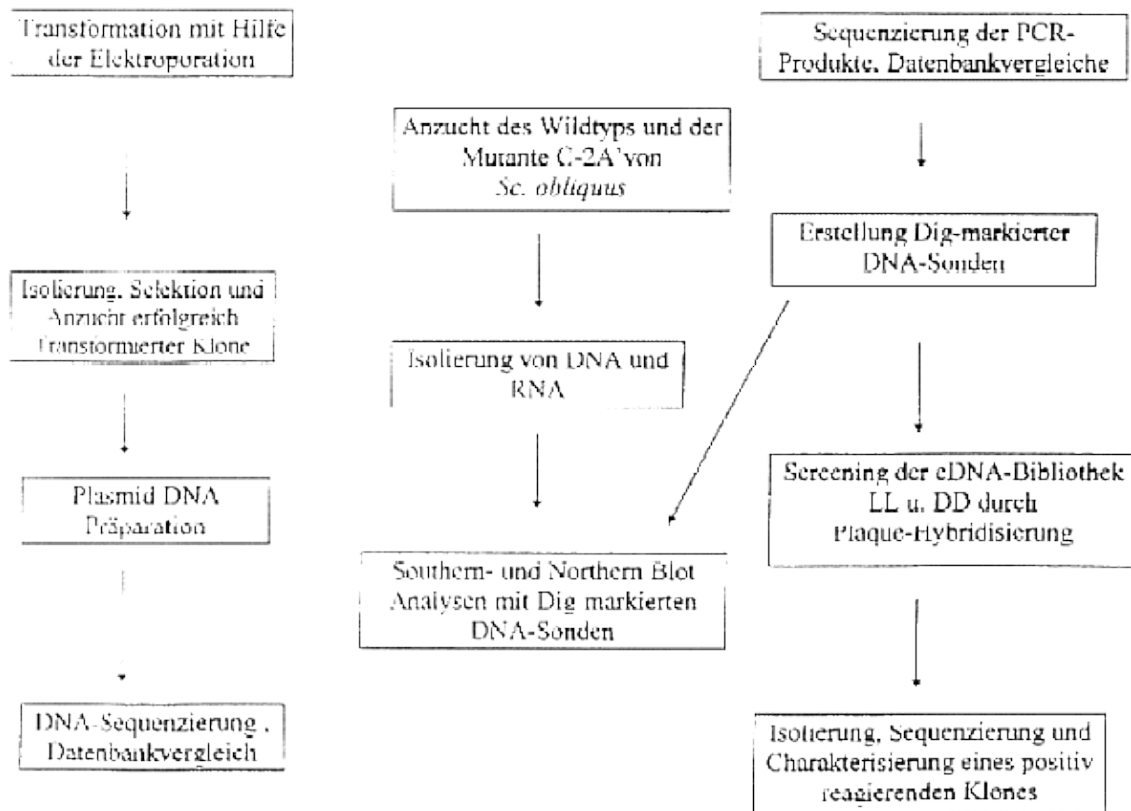 Transformation mit Hilfe
der Elektroporation
Isolierung, Selektion und
Anzucht erfolgreich
Transformierter Klone
Plasmid DNA
Präparation
DNA-Sequenzierung ,
Datenbankvergleich
Anzucht des Wildtyps und der
Mutante C-2A' von
Sc. obliquus
Isolierung von DNA und
RNA
Southern- und Northern Blot
Analysen mit Dig markierten
DNA-Sonden
Sequenzierung der PCR-
Produkte, Datenbankvergleiche
Erstellung Dig-markierter
DNA-Sonden
Screening der cDNA-Bibliothek
LL u. DD durch
Plaque-Hybridisierung
Isolierung, Sequenzierung und
Charakterisierung eines positiv
reagierenden Klones